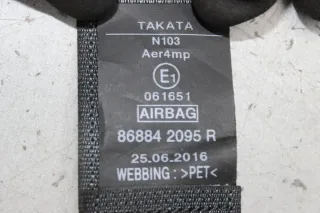 TAKATA
N103
Aer4mp
E1
061651
AIRBAG
86884 2095 R
25.06.2016
WEBBING : >PET<